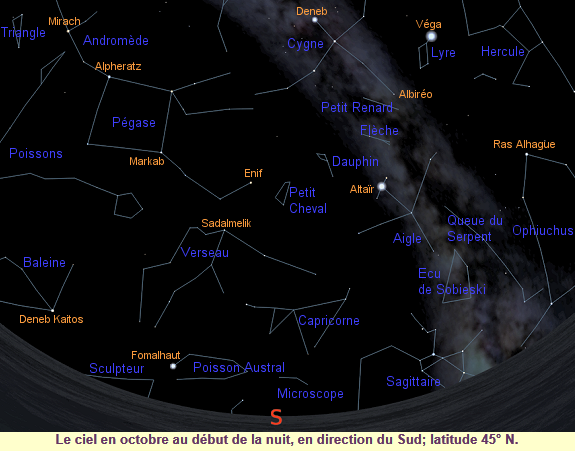 Deneb
Mirach
Véga
Triangle
Andromède
Cygne
Lyre
Hercule
Alpheratz
Albiréo
Petit Renard
Pégase
Flèche
Ras Alhague
Poissons
Markab
Dauphin
Enif
Altaïr
Petit
Cheval
Sadalmelik
Queue du
Serpent
Ophiuchus
Aigle
Verseau
Baleine
Ecu
de Sobieski
Deneb Kaitos
Capricorne
Fomalhaut
Sculpteur
Poisson Austral
Sagittaire
Microscope
S
Le ciel en octobre au début de la nuit, en direction du Sud; latitude 45° N.